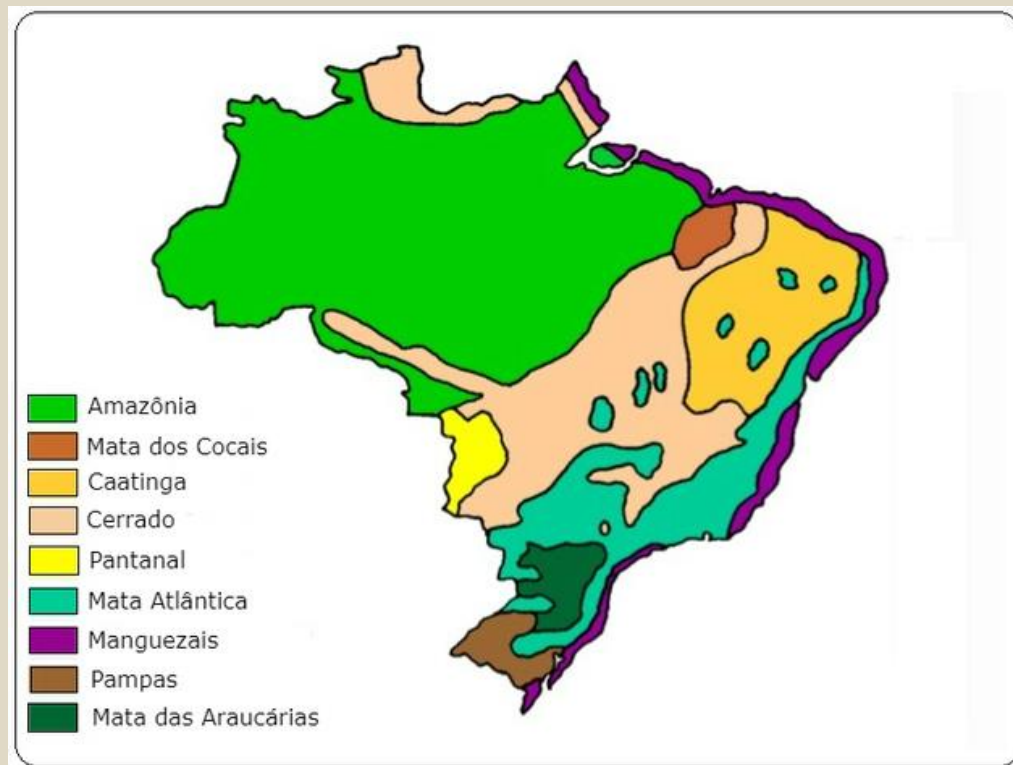 Amazônia
Mata dos Cocais
Caatinga
Cerrado
Pantanal
Mata Atlântica
Manguezais
Pampas
Mata das Araucárias